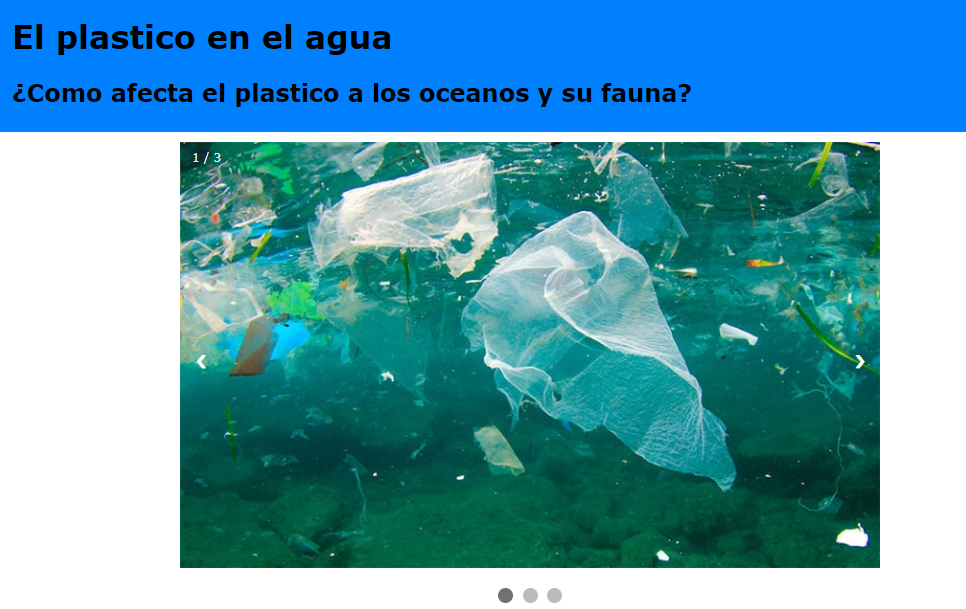 El plastico en el agua
¿Como afecta el plastico a los oceanos y su fauna?
1 / 3